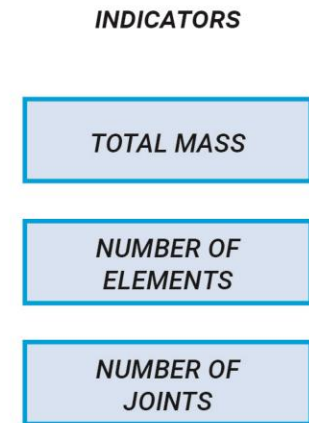 INDICATORS
TOTAL MASS
NUMBER OF
ELEMENTS
NUMBER OF
JOINTS